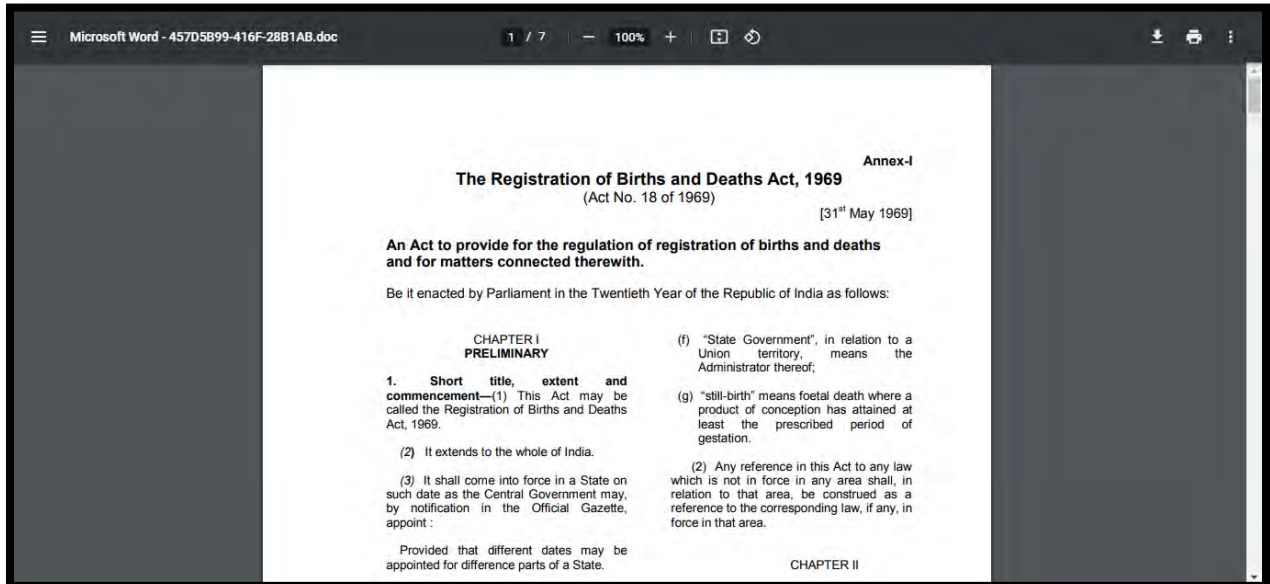 Microsoft Word - 457D5B99-416F-28B1AB.doc
1 / 7
100%
Annex-I
The Registration of Births and Deaths Act, 1969
(Act No. 18 of 1969)
[31st May 1969]
An Act to provide for the regulation of registration of births and deaths
and for matters connected therewith.
Be it enacted by Parliament in the Twentieth Year of the Republic of India as follows:
CHAPTER I
PRELIMINARY
1. Short title, extent and
commencement—(1) This Act may be
called the Registration of Births and Deaths
Act, 1969.
(2) It extends to the whole of India.
(3) It shall come into force in a State on
such date as the Central Government may,
by notification in the Official Gazette,
appoint :
Provided that different dates may be
appointed for difference parts of a State.
(f) “State Government”, in relation to a
Union territory, means the
Administrator thereof;
(g) “still-birth” means foetal death where a
product of conception has attained at
least the prescribed period of
gestation.
(2) Any reference in this Act to any law
which is not in force in any area shall, in
relation to that area, be construed as a
reference to the corresponding law, if any, in
force in that area.
CHAPTER II